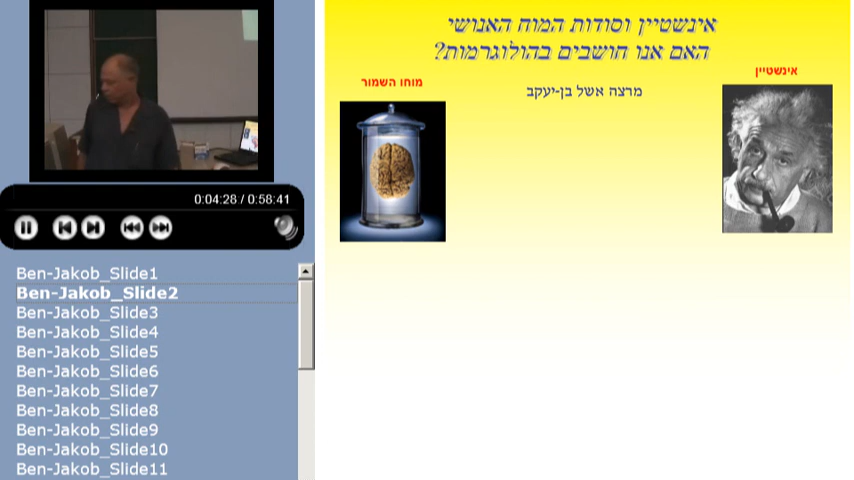 0:04:28 / 0:58:41
Ben-Jakob_Slide1
Ben-Jakob_Slide2
Ben-Jakob_Slide3
Ben-Jakob_Slide4
Ben-Jakob_Slide5
Ben-Jakob_Slide6
Ben-Jakob_Slide7
Ben-Jakob_Slide8
Ben-Jakob_Slide9
Ben-Jakob_Slide10
Ben-Jakob_Slide11
אינשטיין וסודות המוח האנושי
האם אנו חושבים בהולוגרמות?
מרצה אשל בן-יעקב
אינשטיין
מוחו השמור